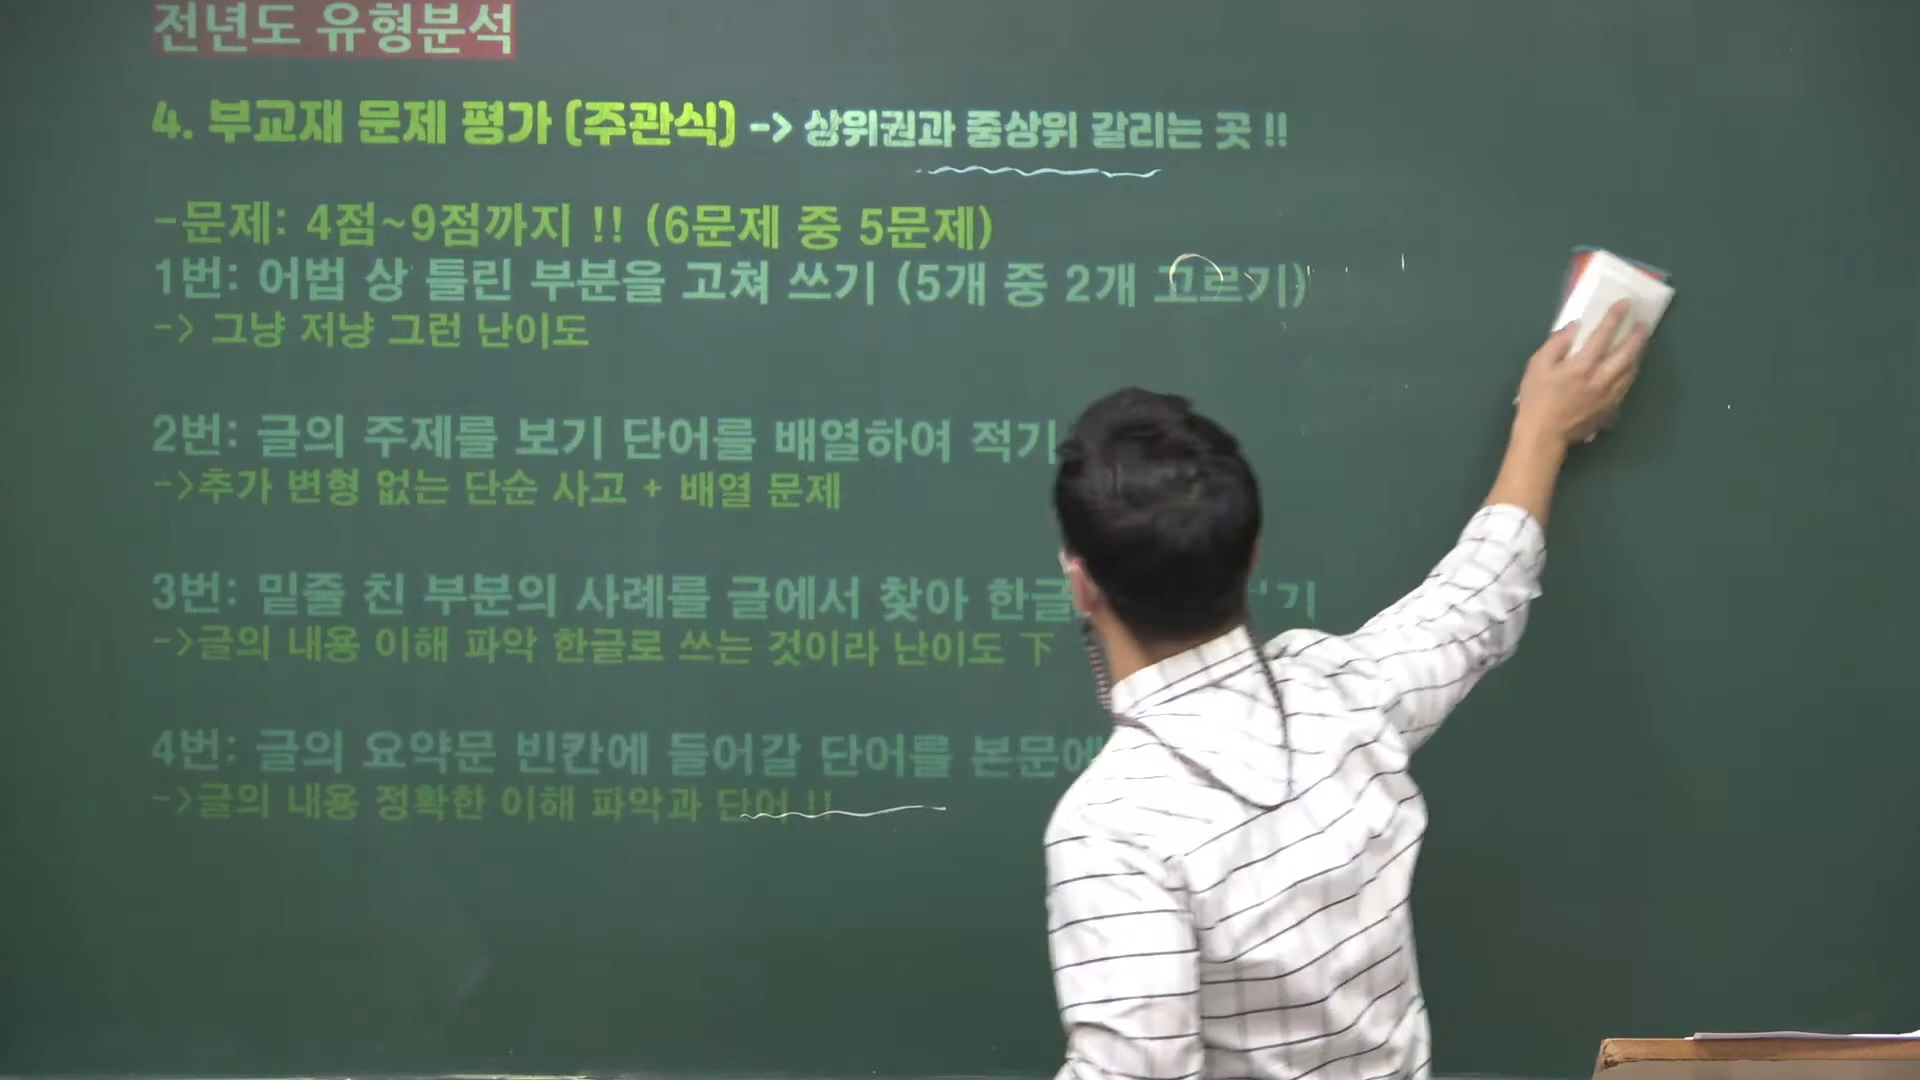 전년도 유형분석
4. 부교재 문제 평가 (주관식) -> 상위권과 중상위 갈리는 곳 !!
-문제: 4점~9점까지 !! (6문제 중 5문제)
1번: 어법 상 틀린 부분을 고쳐 쓰기 (5개 중 2개 고르기)
-> 그냥 저냥 그런 난이도
2번: 글의 주제를 보기 단어를 배열하여 적기
->추가 변형 없는 단순 사고 + 배열 문제
3번: 밑줄 친 부분의 사례를 글에서 찾아 한글
->글의 내용 이해 파악 한글로 쓰는 것이라 난이도 下
4번: 글의 요약문 빈칸에 들어갈 단어를 본문에
->글의 내용 정확한 이해 파악과 단어 !!